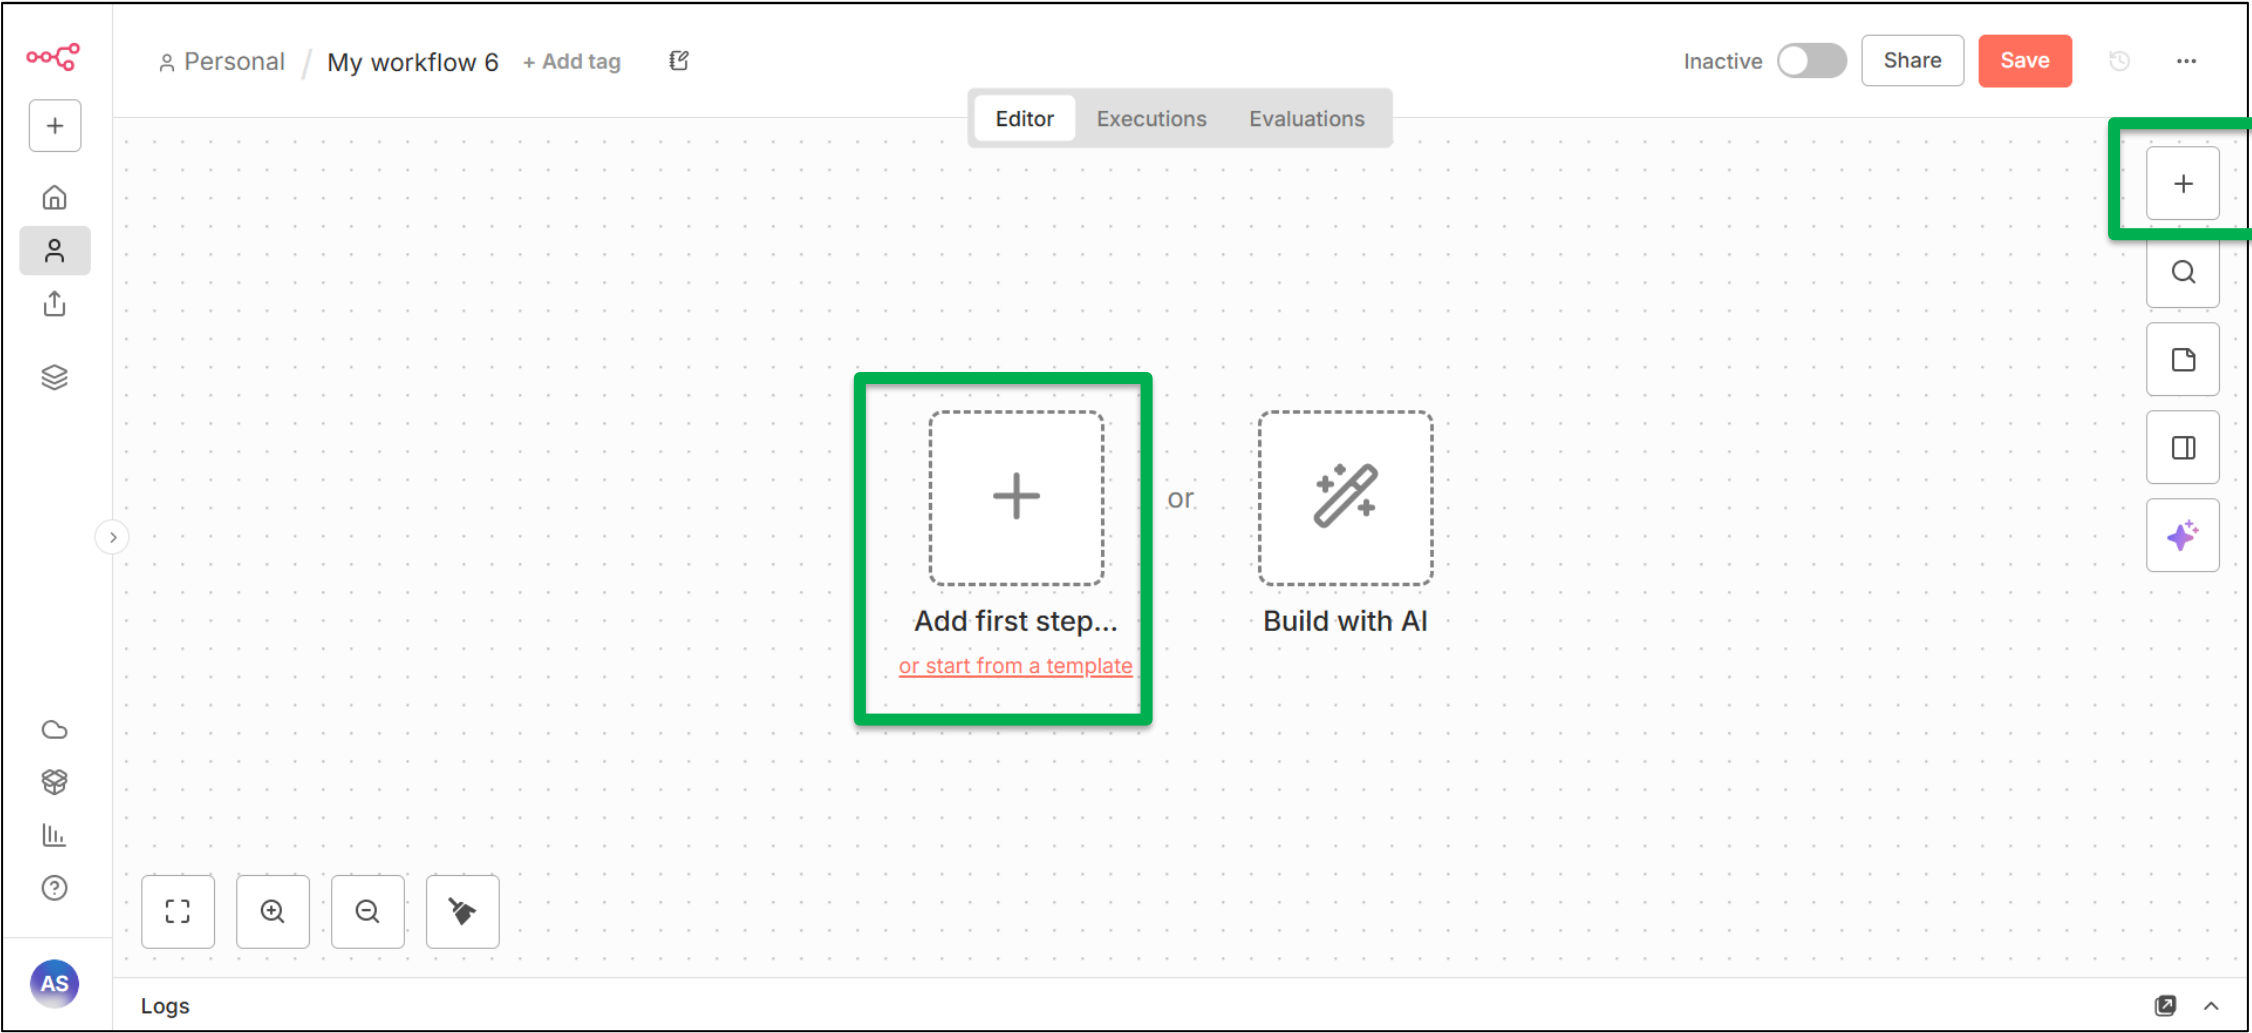 Personal / My workflow 6 + Add tag
Inactive Share Save
Editor Executions Evaluations
or
Add first step...
Build with AI
or start from a template
AS
Logs